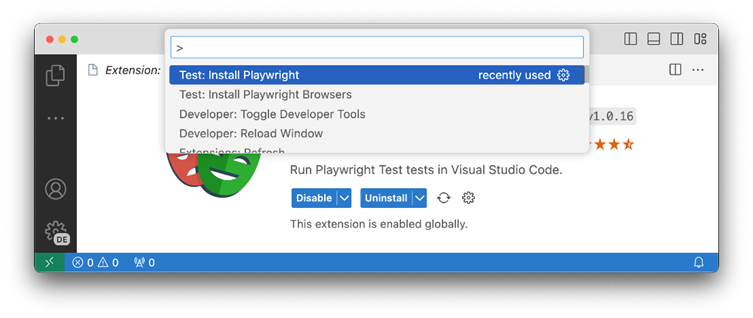 >
Test: Install Playwright recently used
Extension:
Test: Install Playwright Browsers
Developer: Toggle Developer Tools
Developer: Reload Window
Extensions: Refresh
v1.0.16
Run Playwright Test tests in Visual Studio Code.
Disable Uninstall
This extension is enabled globally.
DE
0 0 0